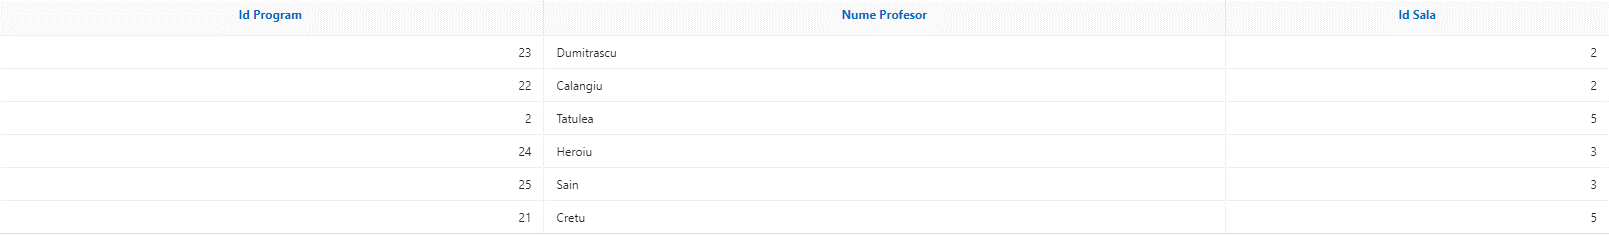 Id Program Nume Profesor Id Sala
23 Dumitrascu 2
22 Calangiu 2
2 Tatulea 5
24 Heroiu 3
25 Sain 3
21 Cretu 5